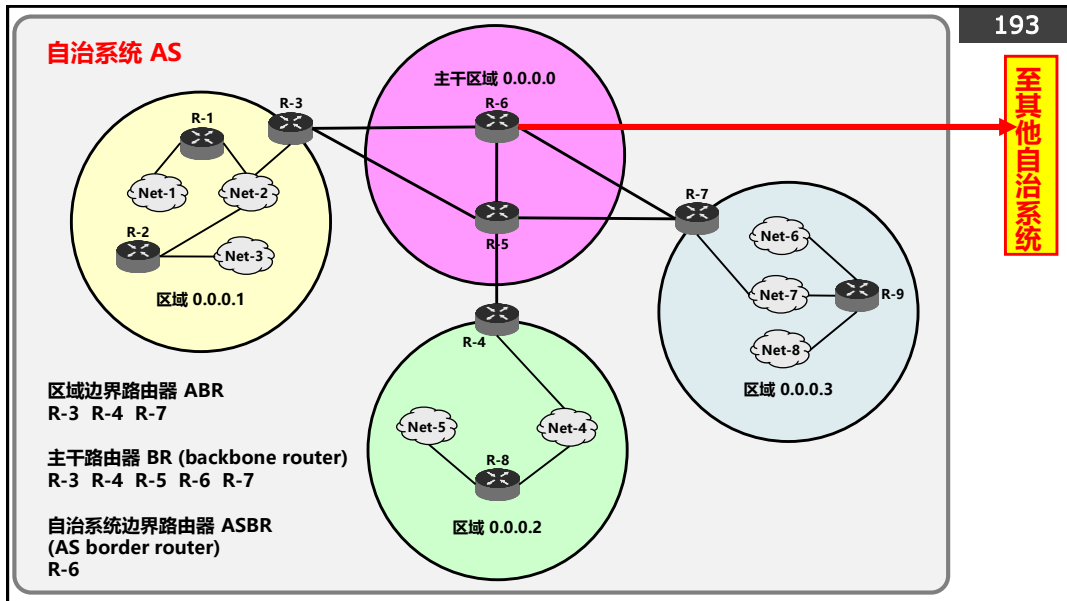 193
自治系统 AS
至其他自治系统
主干区域 0.0.0.0
R-6
R-3
R-1
Net-1
Net-2
R-2
Net-3
区域 0.0.0.1
R-5
R-7
Net-6
Net-7
R-9
Net-8
区域 0.0.0.3
R-4
Net-5
Net-4
R-8
区域 0.0.0.2
区域边界路由器 ABR
R-3 R-4 R-7
主干路由器 BR (backbone router)
R-3 R-4 R-5 R-6 R-7
自治系统边界路由器 ASBR
(AS border router)
R-6